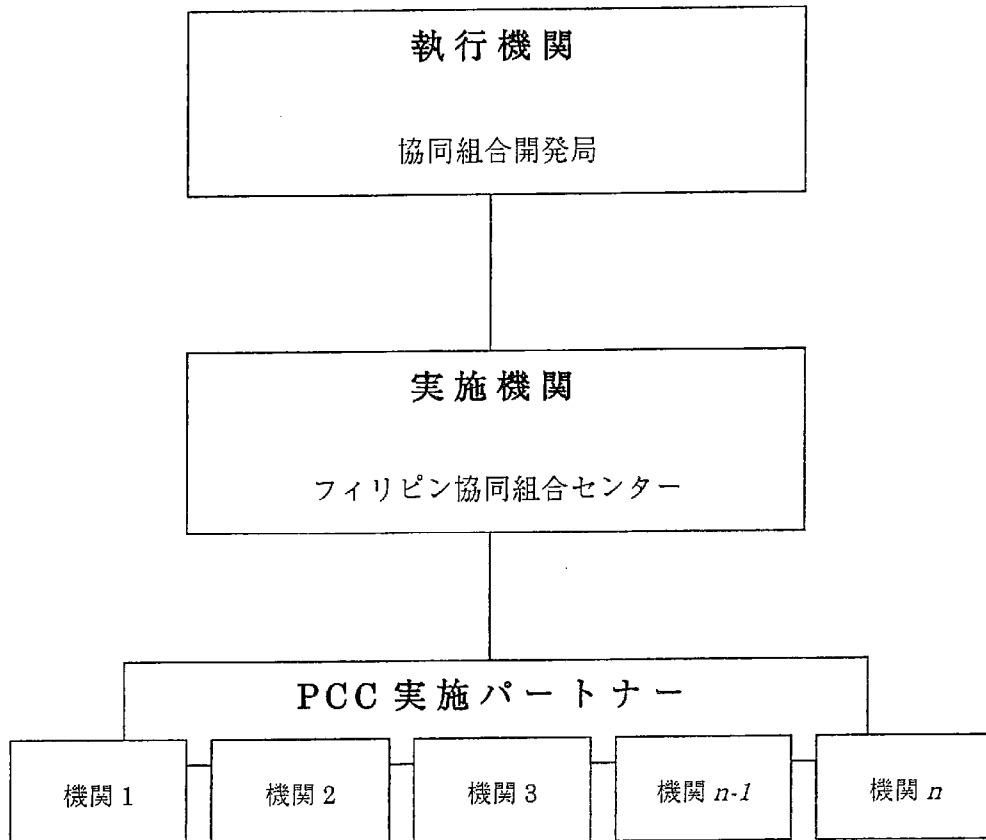 執行機関
協同組合開発局
実施機関
フィリピン協同組合センター
PCC 実施パートナー
機関 1
機関 2
機関 3
機関 n-1
機関 n